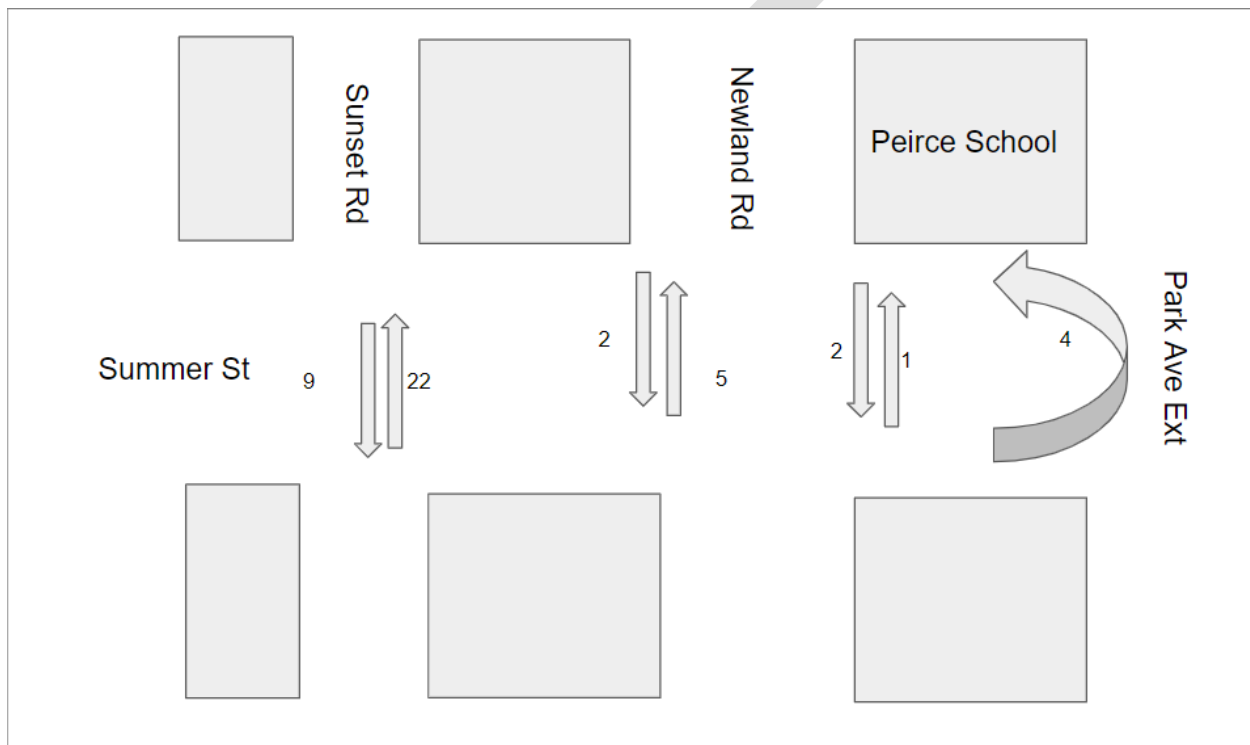 Sunset Rd
Newland Rd
Peirce School
Summer St
9
22
2
5
2
1
4
Park Ave Ext